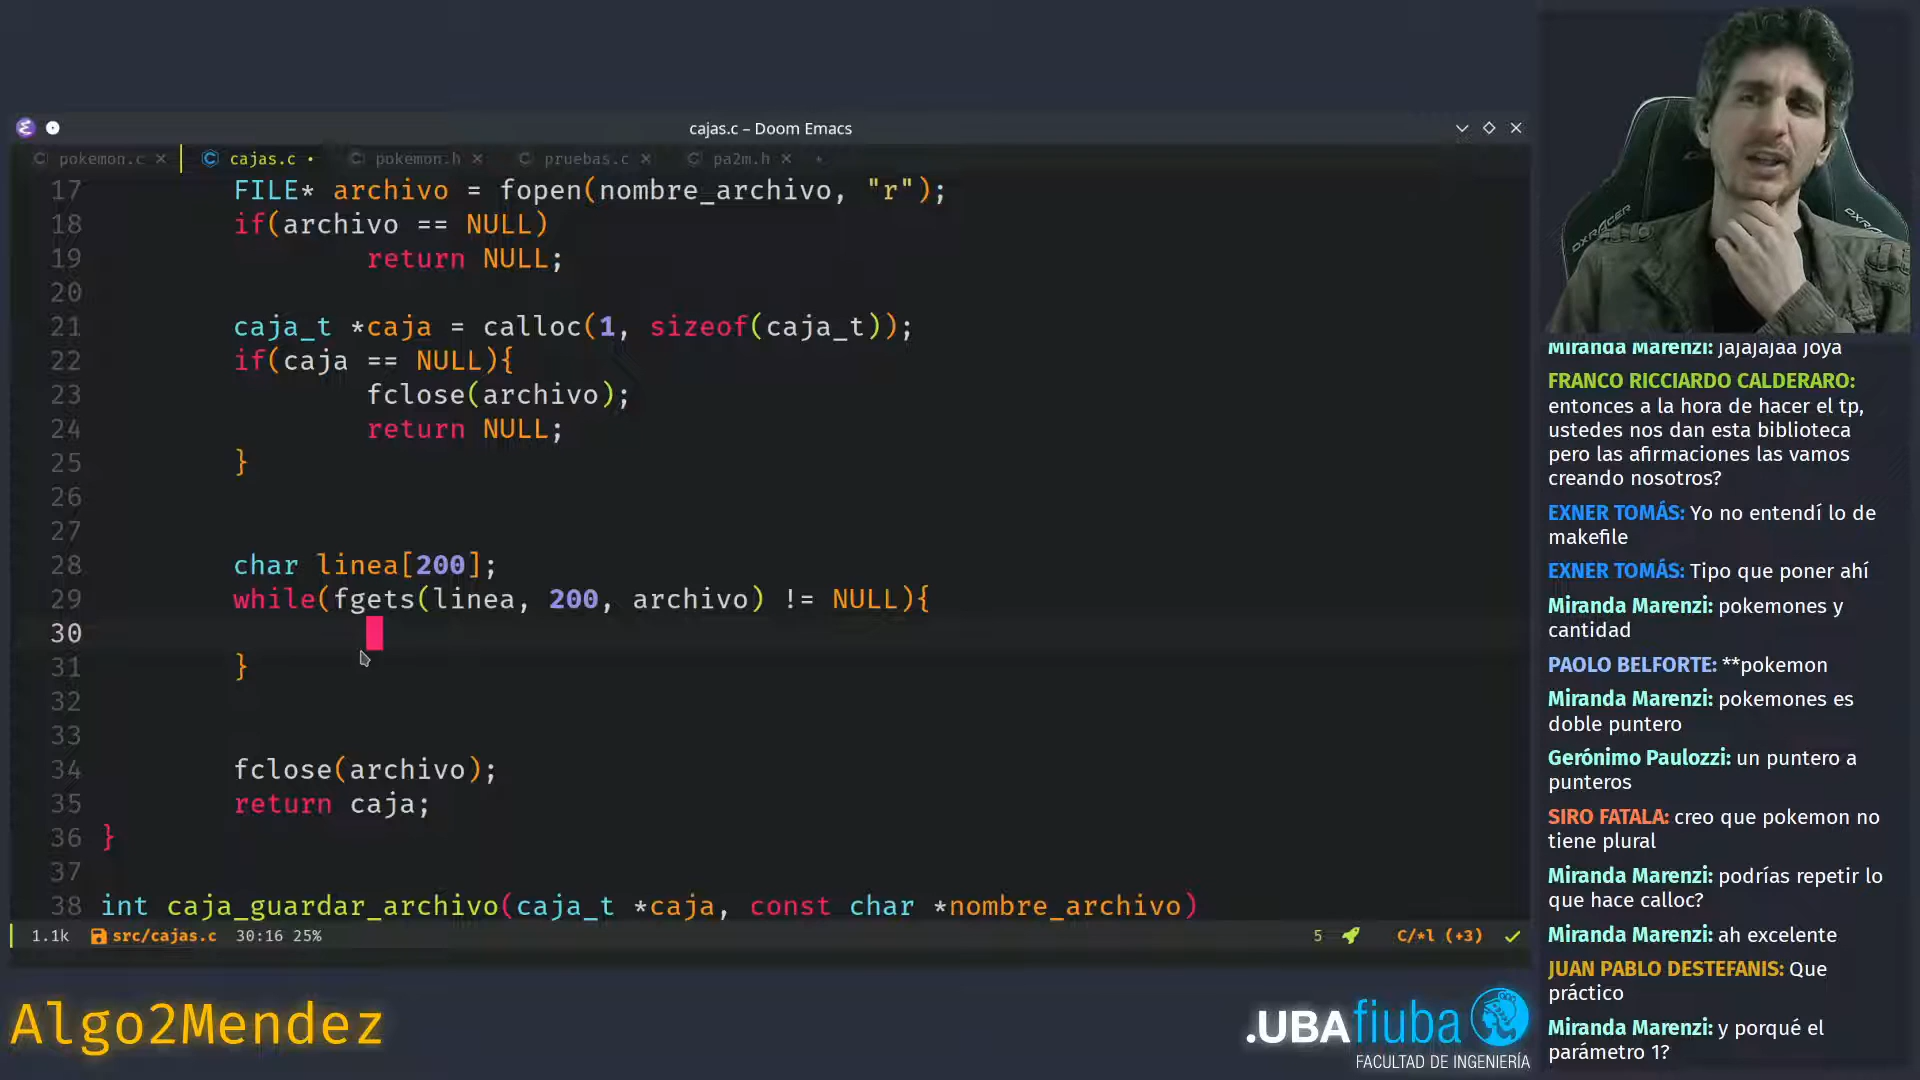 cajas.c – Doom Emacs
pokemon.c × cajas.c • pokemon.h × pruebas.c × pa2m.h ×
17 FILE* archivo = fopen(nombre_archivo, "r");
18 if(archivo == NULL)
19 return NULL;
20
21 caja_t *caja = calloc(1, sizeof(caja_t));
22 if(caja == NULL){
23 fclose(archivo);
24 return NULL;
25 }
26
27
28 char linea[200];
29 while(fgets(linea, 200, archivo) != NULL){
30
31 }
32
33
34 fclose(archivo);
35 return caja;
36 }
37
38 int caja_guardar_archivo(caja_t *caja, const char *nombre_archivo)
1.1k src/cajas.c 30:16 25% 5 C/*l (+3)
Algo2Mendez
.UBAfiuba
FACULTAD DE INGENIERÍA
DXRACER
Miranda Marenzi: jajajajaa joya
FRANCO RICCIARDO CALDERARO:
entonces a la hora de hacer el tp,
ustedes nos dan esta biblioteca
pero las afirmaciones las vamos
creando nosotros?
EXNER TOMÁS: Yo no entendí lo de
makefile
EXNER TOMÁS: Tipo que poner ahí
Miranda Marenzi: pokemones y
cantidad
PAOLO BELFORTE: **pokemon
Miranda Marenzi: pokemones es
doble puntero
Gerónimo Paulozzi: un puntero a
punteros
SIRO FATALA: creo que pokemon no
tiene plural
Miranda Marenzi: podrías repetir lo
que hace calloc?
Miranda Marenzi: ah excelente
JUAN PABLO DESTEFANIS: Que
práctico
Miranda Marenzi: y porqué el
parámetro 1?